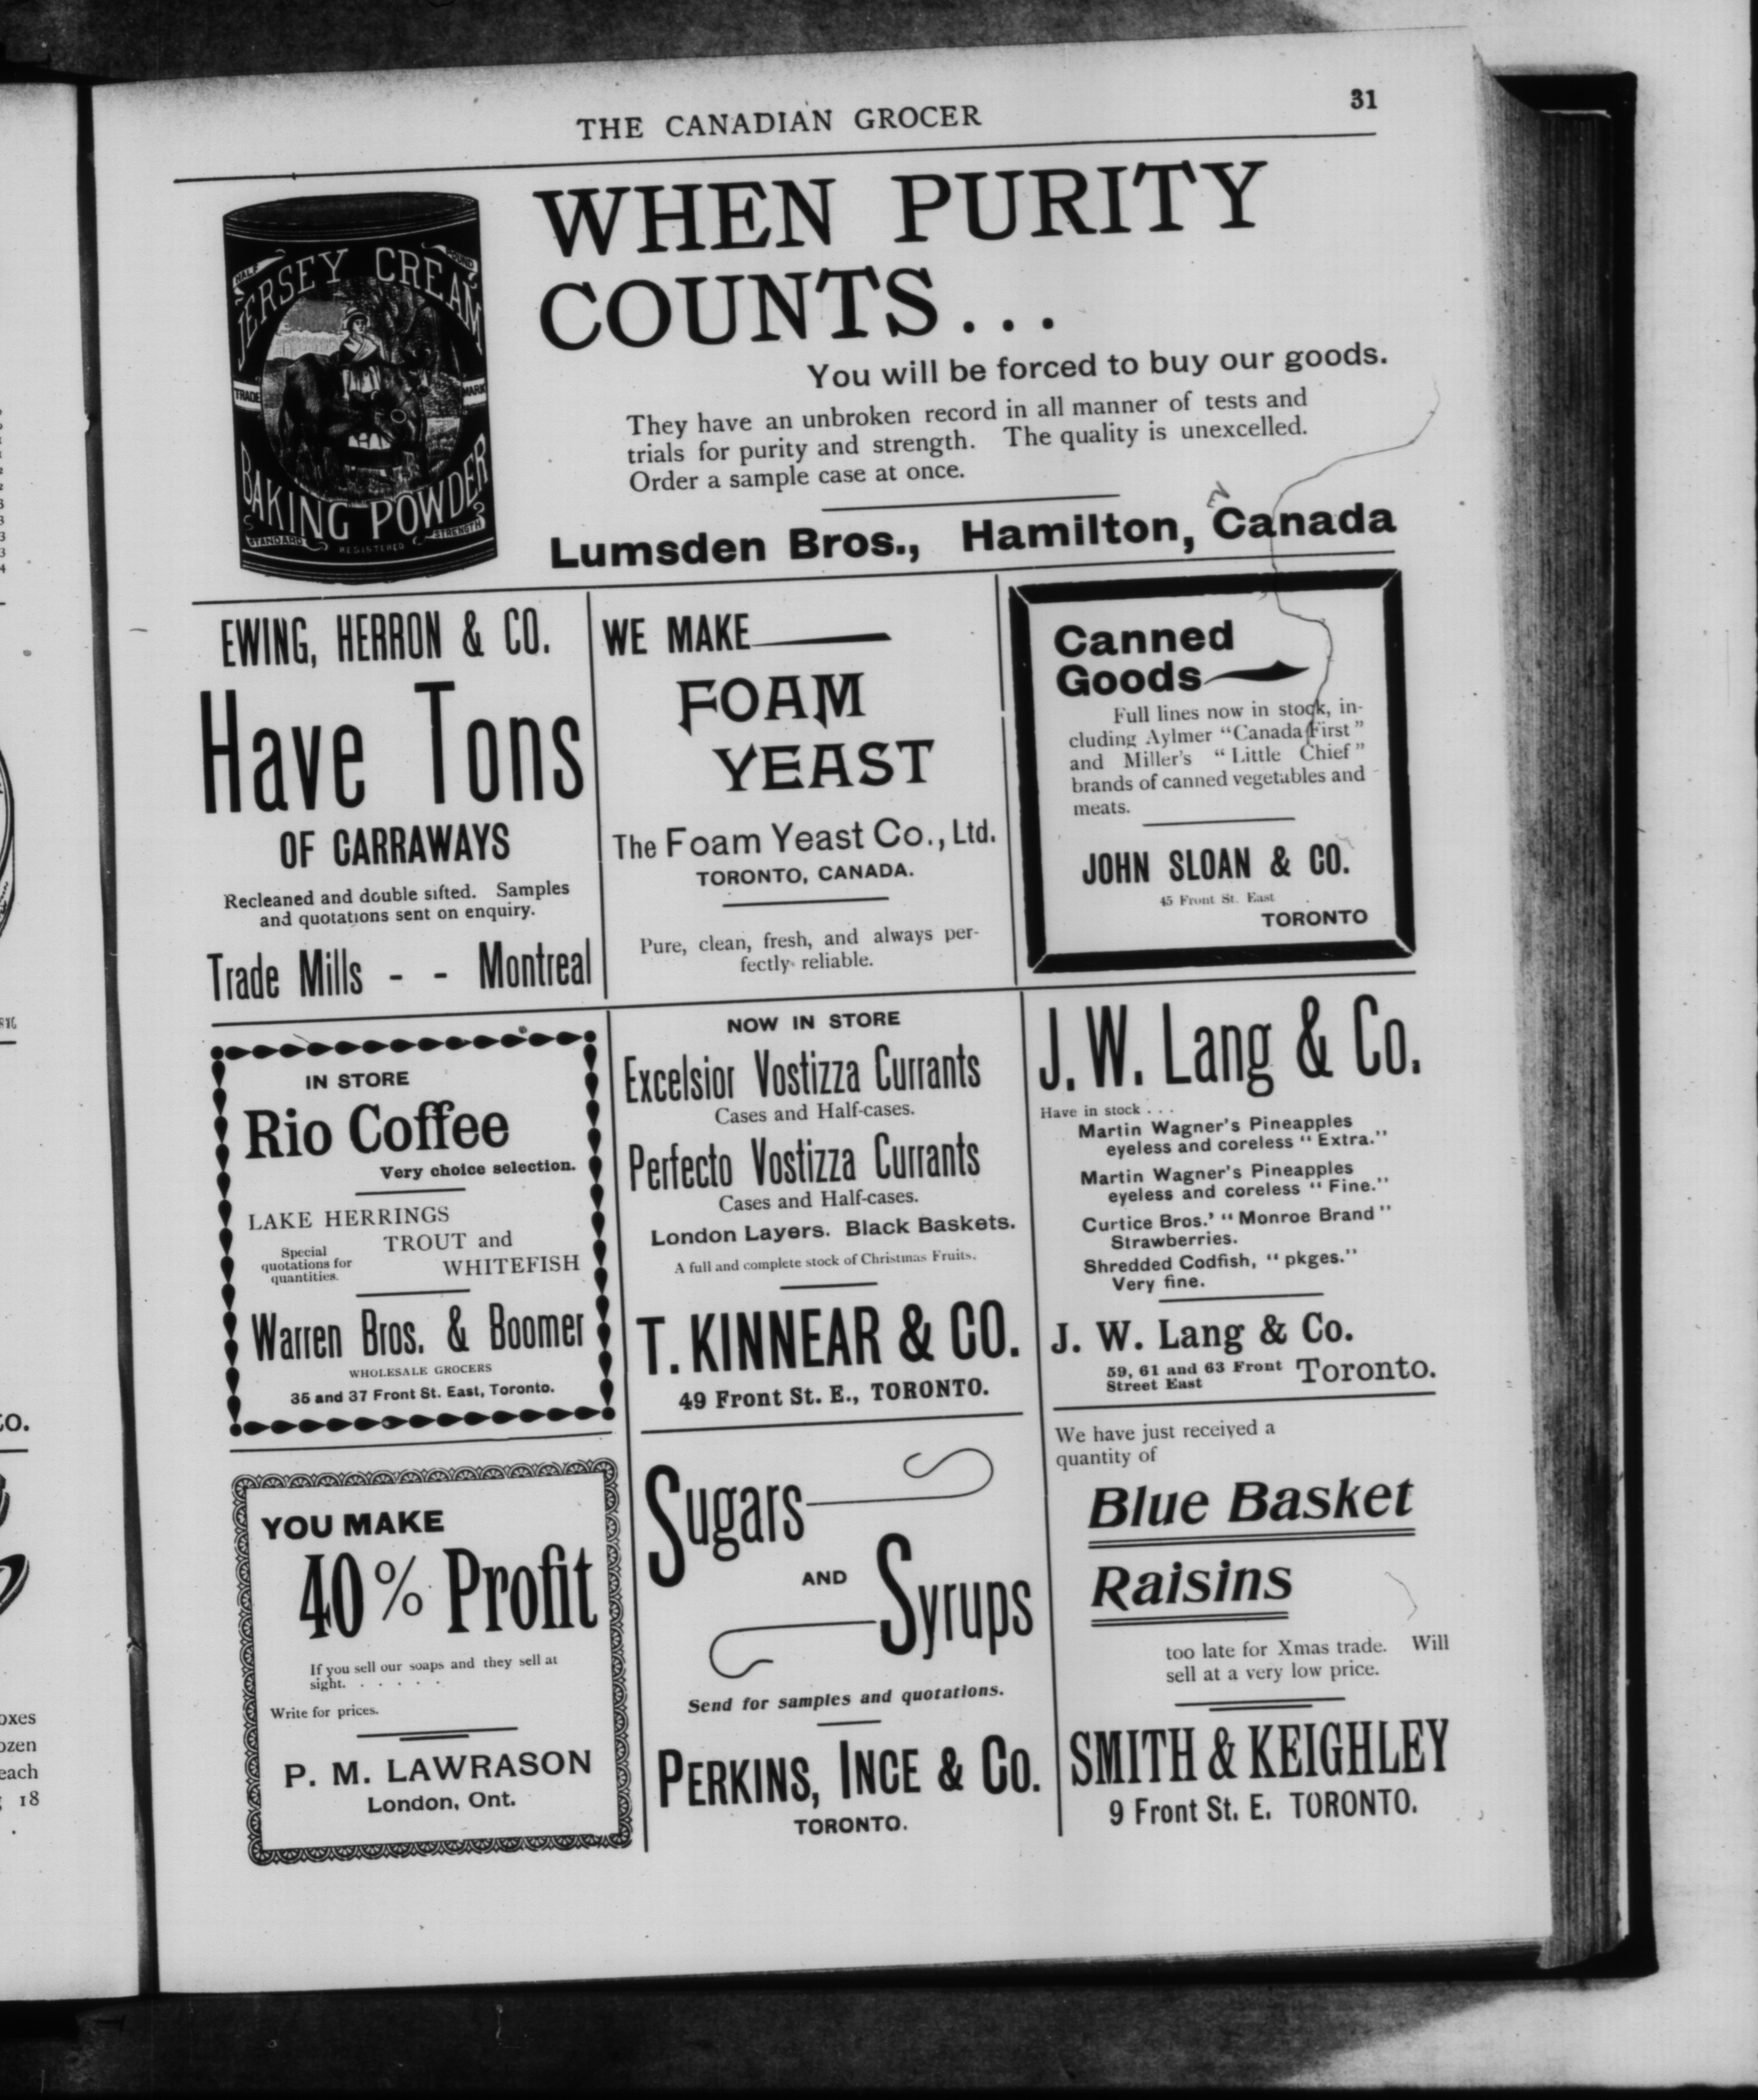 THE CANADIAN GROCER
31
HALF
POUND
JERSEY CREAM
TRADE
MARK
BAKING POWDER
STANDARD
REGISTERED
STRENGTH
WHEN PURITY
COUNTS...
You will be forced to buy our goods.
They have an unbroken record in all manner of tests and
trials for purity and strength. The quality is unexcelled.
Order a sample case at once.
Lumsden Bros., Hamilton, Canada
EWING, HERRON & CO.
Have Tons
OF CARRAWAYS
Recleaned and double sifted. Samples
and quotations sent on enquiry.
Trade Mills - - Montreal
WE MAKE
FOAM
YEAST
The Foam Yeast Co., Ltd.
TORONTO, CANADA.
Pure, clean, fresh, and always per-
fectly reliable.
Canned
Goods
Full lines now in stock, in-
cluding Aylmer "Canada First"
and Miller's "Little Chief"
brands of canned vegetables and
meats.
JOHN SLOAN & CO.
45 Front St. East
TORONTO
IN STORE
Rio Coffee
Very choice selection.
LAKE HERRINGS
TROUT and
WHITEFISH
Special
quotations for
quantities.
Warren Bros. & Boomer
WHOLESALE GROCERS
35 and 37 Front St. East, Toronto.
NOW IN STORE
Excelsior Vostizza Currants
Cases and Half-cases.
Perfecto Vostizza Currants
Cases and Half-cases.
London Layers. Black Baskets.
A full and complete stock of Christmas Fruits.
T. KINNEAR & CO.
49 Front St. E., TORONTO.
J. W. Lang & Co.
Have in stock . . .
Martin Wagner's Pineapples
eyeless and coreless "Extra."
Martin Wagner's Pineapples
eyeless and coreless "Fine."
Curtice Bros.' "Monroe Brand"
Strawberries.
Shredded Codfish, "pkges."
Very fine.
J. W. Lang & Co.
59, 61 and 63 Front
Street East
Toronto.
YOU MAKE
40% Profit
If you sell our soaps and they sell at
sight. . . . . . .
Write for prices.
P. M. LAWRASON
London, Ont.
Sugars
AND
Syrups
Send for samples and quotations.
PERKINS, INCE & CO.
TORONTO.
We have just received a
quantity of
Blue Basket
Raisins
too late for Xmas trade. Will
sell at a very low price.
SMITH & KEIGHLEY
9 Front St. E. TORONTO.
oxes
ozen
each
18